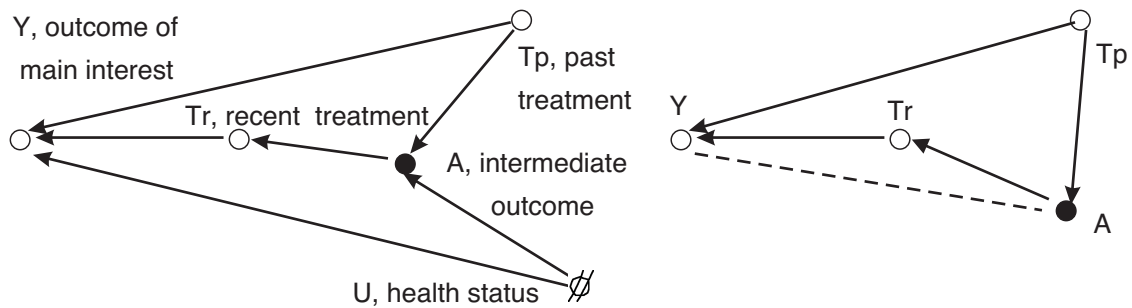 Y, outcome of
main interest
Tp, past
treatment
Tr, recent treatment
A, intermediate
outcome
U, health status
Y
Tr
Tp
A